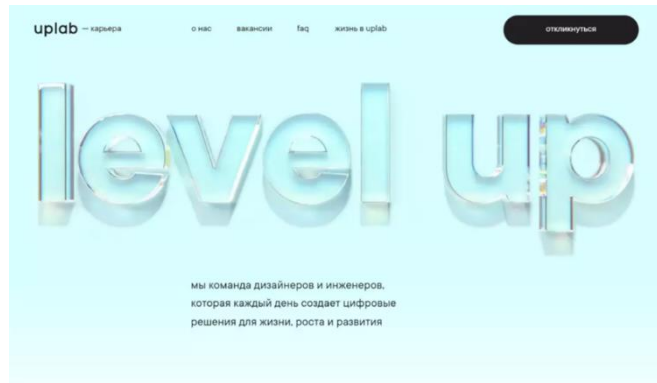 uplab — карьера
о нас вакансии faq жизнь в uplab
откликнуться
level up
мы команда дизайнеров и инженеров,
которая каждый день создает цифровые
решения для жизни, роста и развития